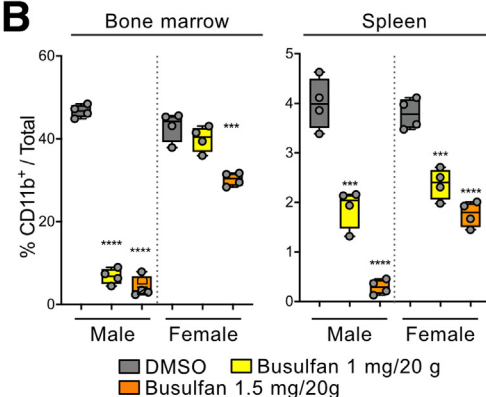 B
Bone marrow
Spleen
% CD11b+ / Total
60
40
20
0
***
****
****
Male
Female
5
4
3
2
1
0
***
****
***
****
Male
Female
DMSO
Busulfan 1 mg/20 g
Busulfan 1.5 mg/20g